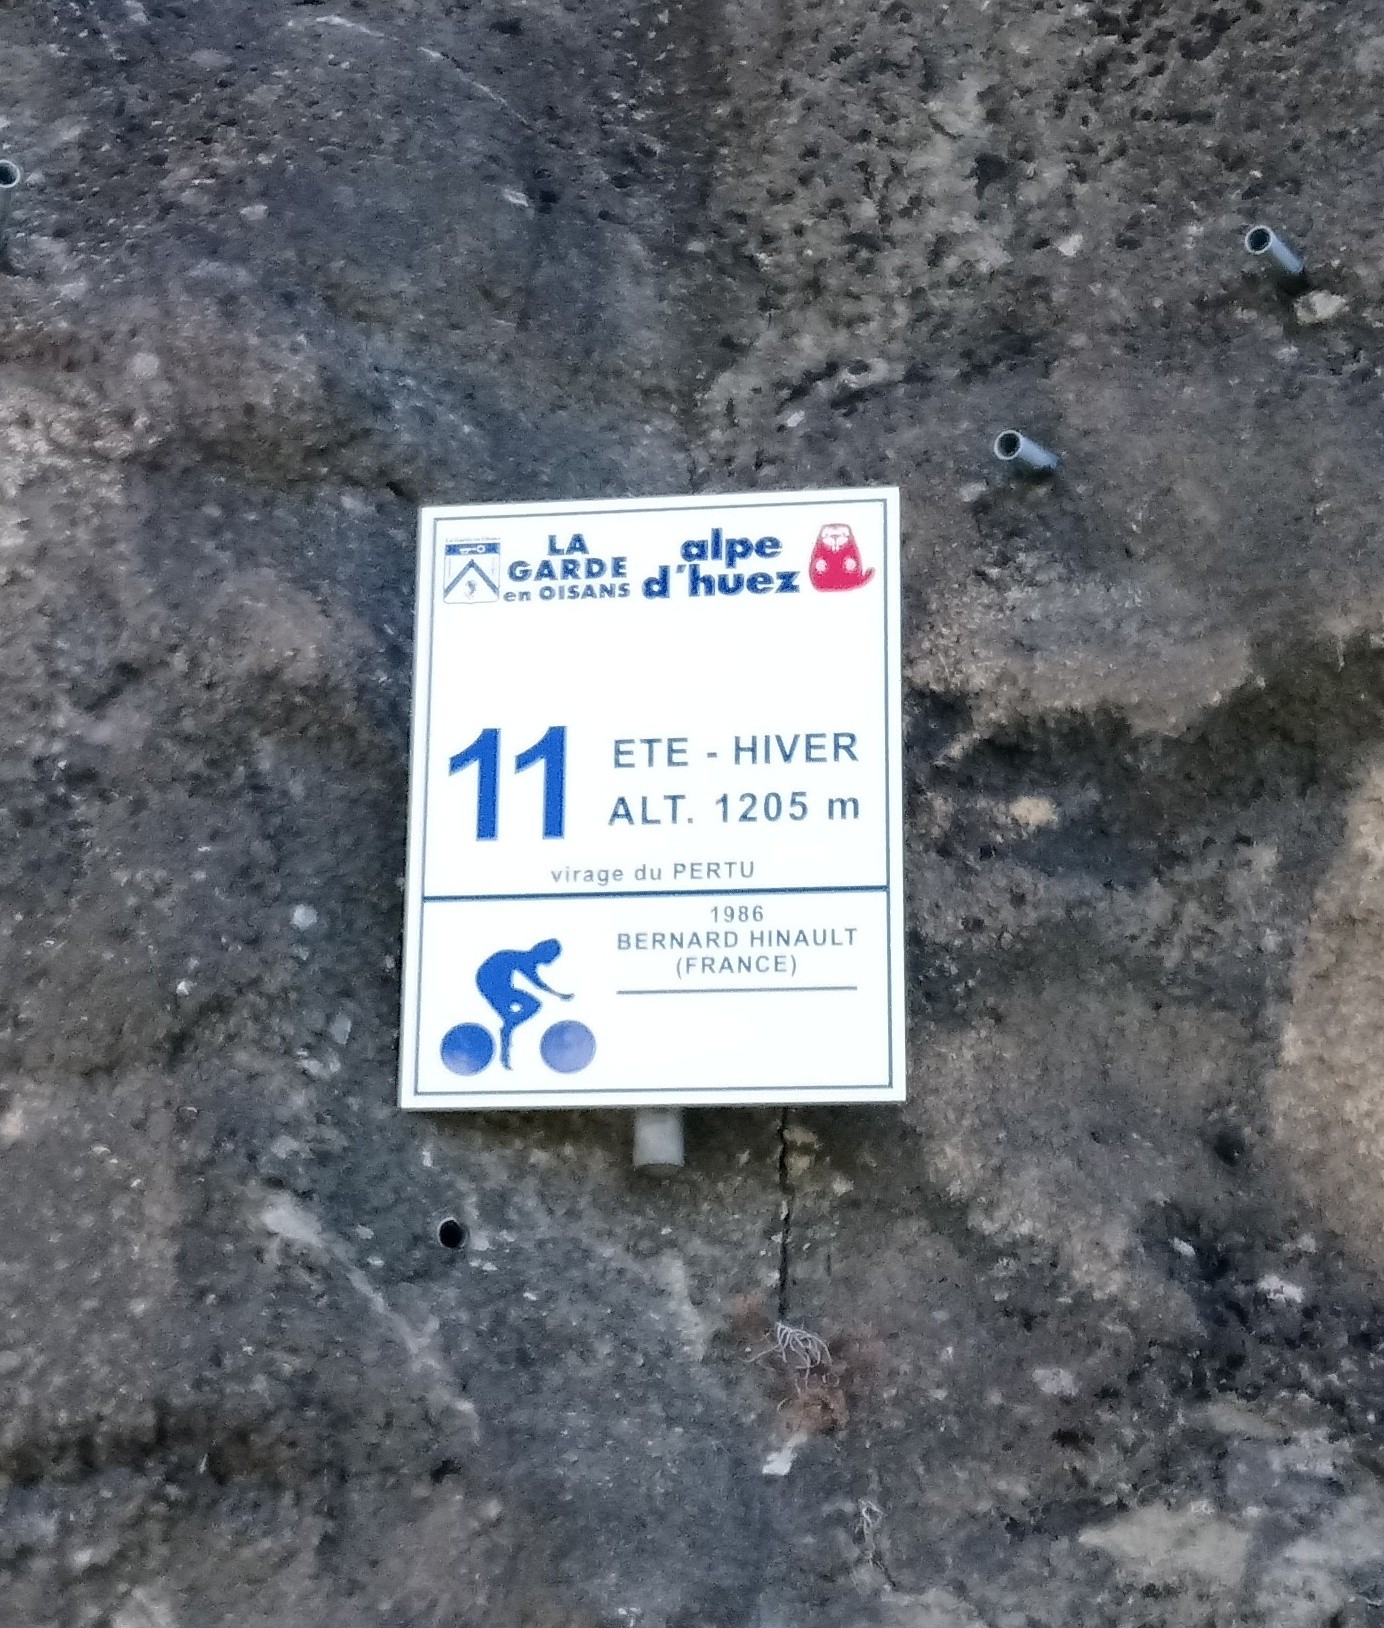 LA
GARDE
en OISANS
alpe
d'huez
11
ETE - HIVER
ALT. 1205 m
virage du PERTU
1986
BERNARD HINAULT
(FRANCE)